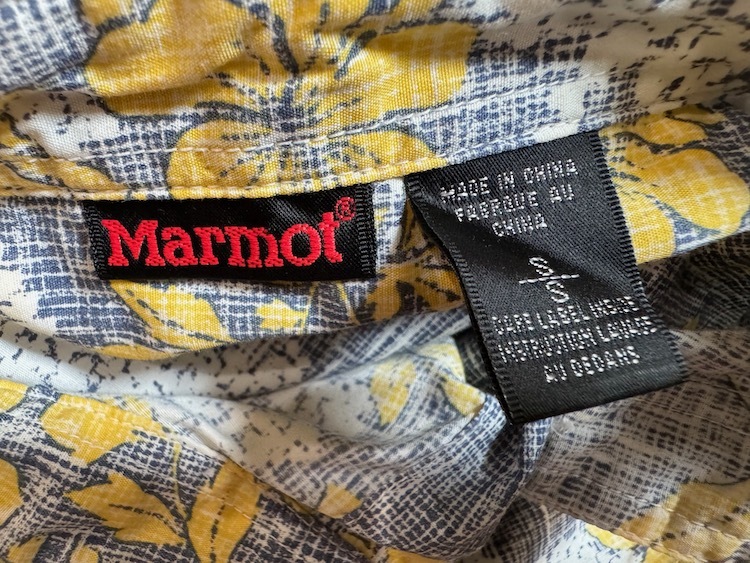 Marmot®
MADE IN CHINA
FABRIQUE AU
CHINA
S/S
CARE LABEL INSIDE
INSTRUCTION LAVAGE
AU DEDANS